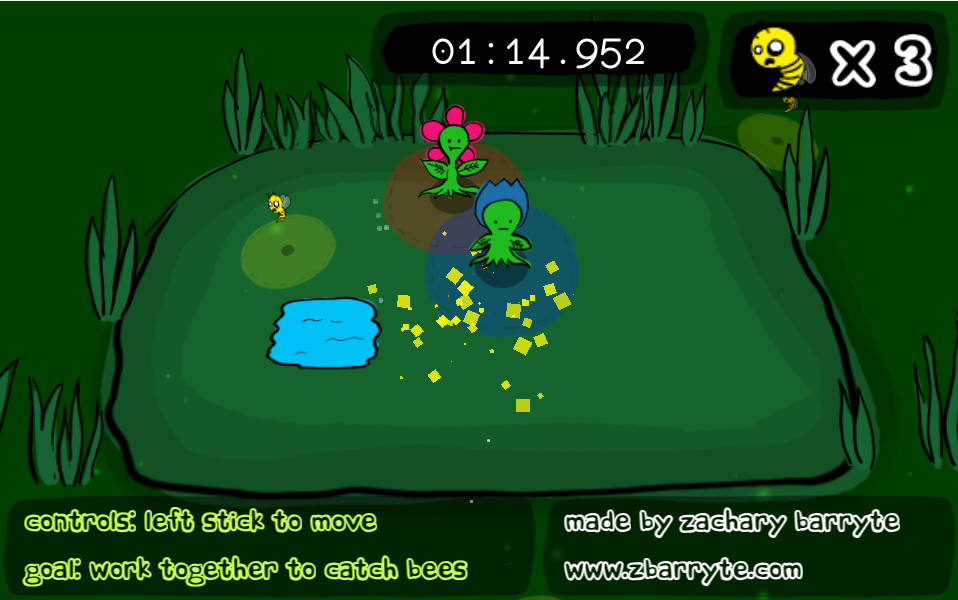 01:14.952
X 3
controls: left stick to move
goal: work together to catch bees
made by zachary barryte
www.zbarryte.com